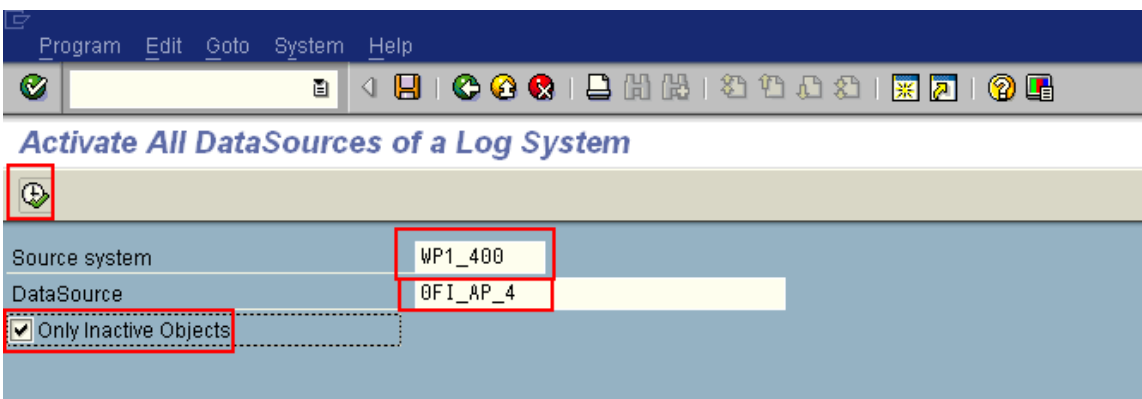 Program Edit Goto System Help
Activate All DataSources of a Log System
Source system WP1_400
DataSource 0FI_AP_4
Only Inactive Objects